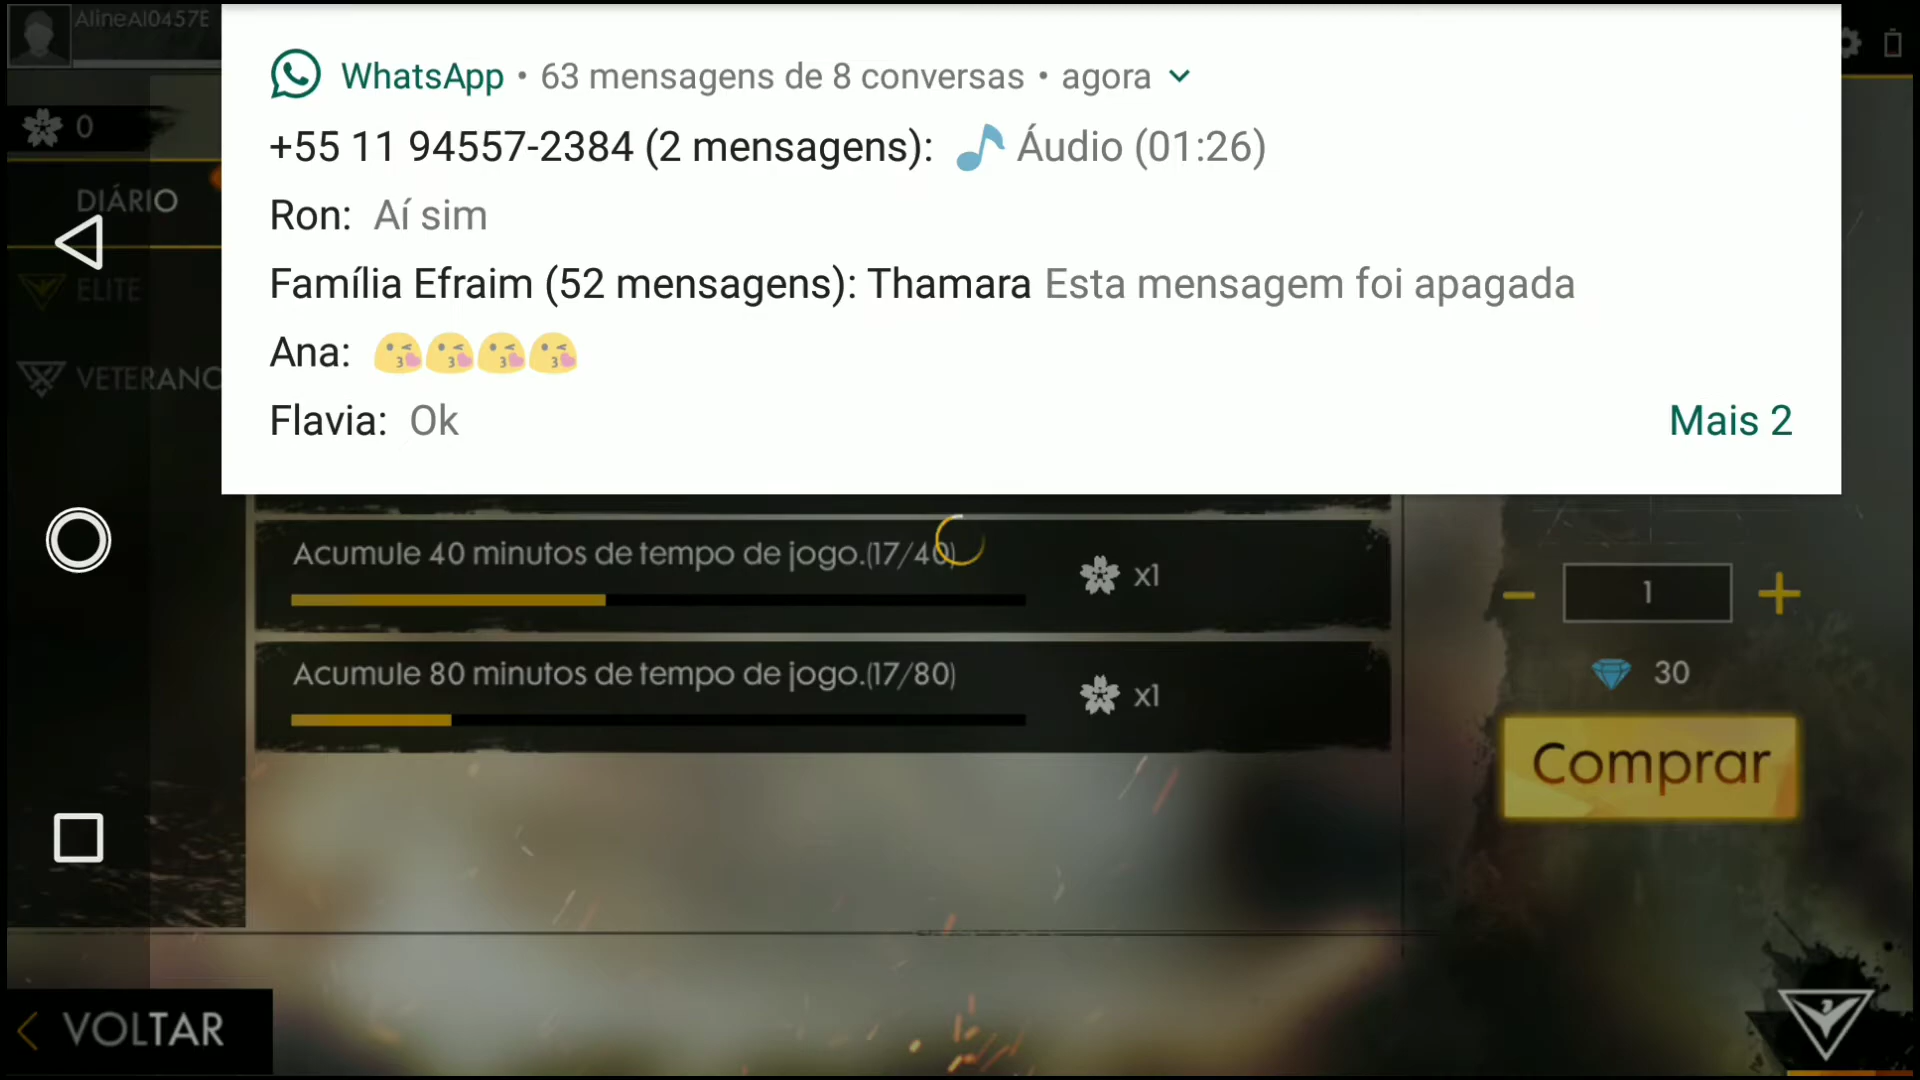 AlineAl0457E
WhatsApp • 63 mensagens de 8 conversas • agora
0
+55 11 94557-2384 (2 mensagens): Áudio (01:26)
DIÁRIO
Ron: Aí sim
ELITE
Família Efraim (52 mensagens): Thamara Esta mensagem foi apagada
Ana: 😘😘😘😘
VETERANO
Flavia: Ok
Mais 2
Acumule 40 minutos de tempo de jogo.(17/40)
x1
1
Acumule 80 minutos de tempo de jogo.(17/80)
x1
30
Comprar
VOLTAR